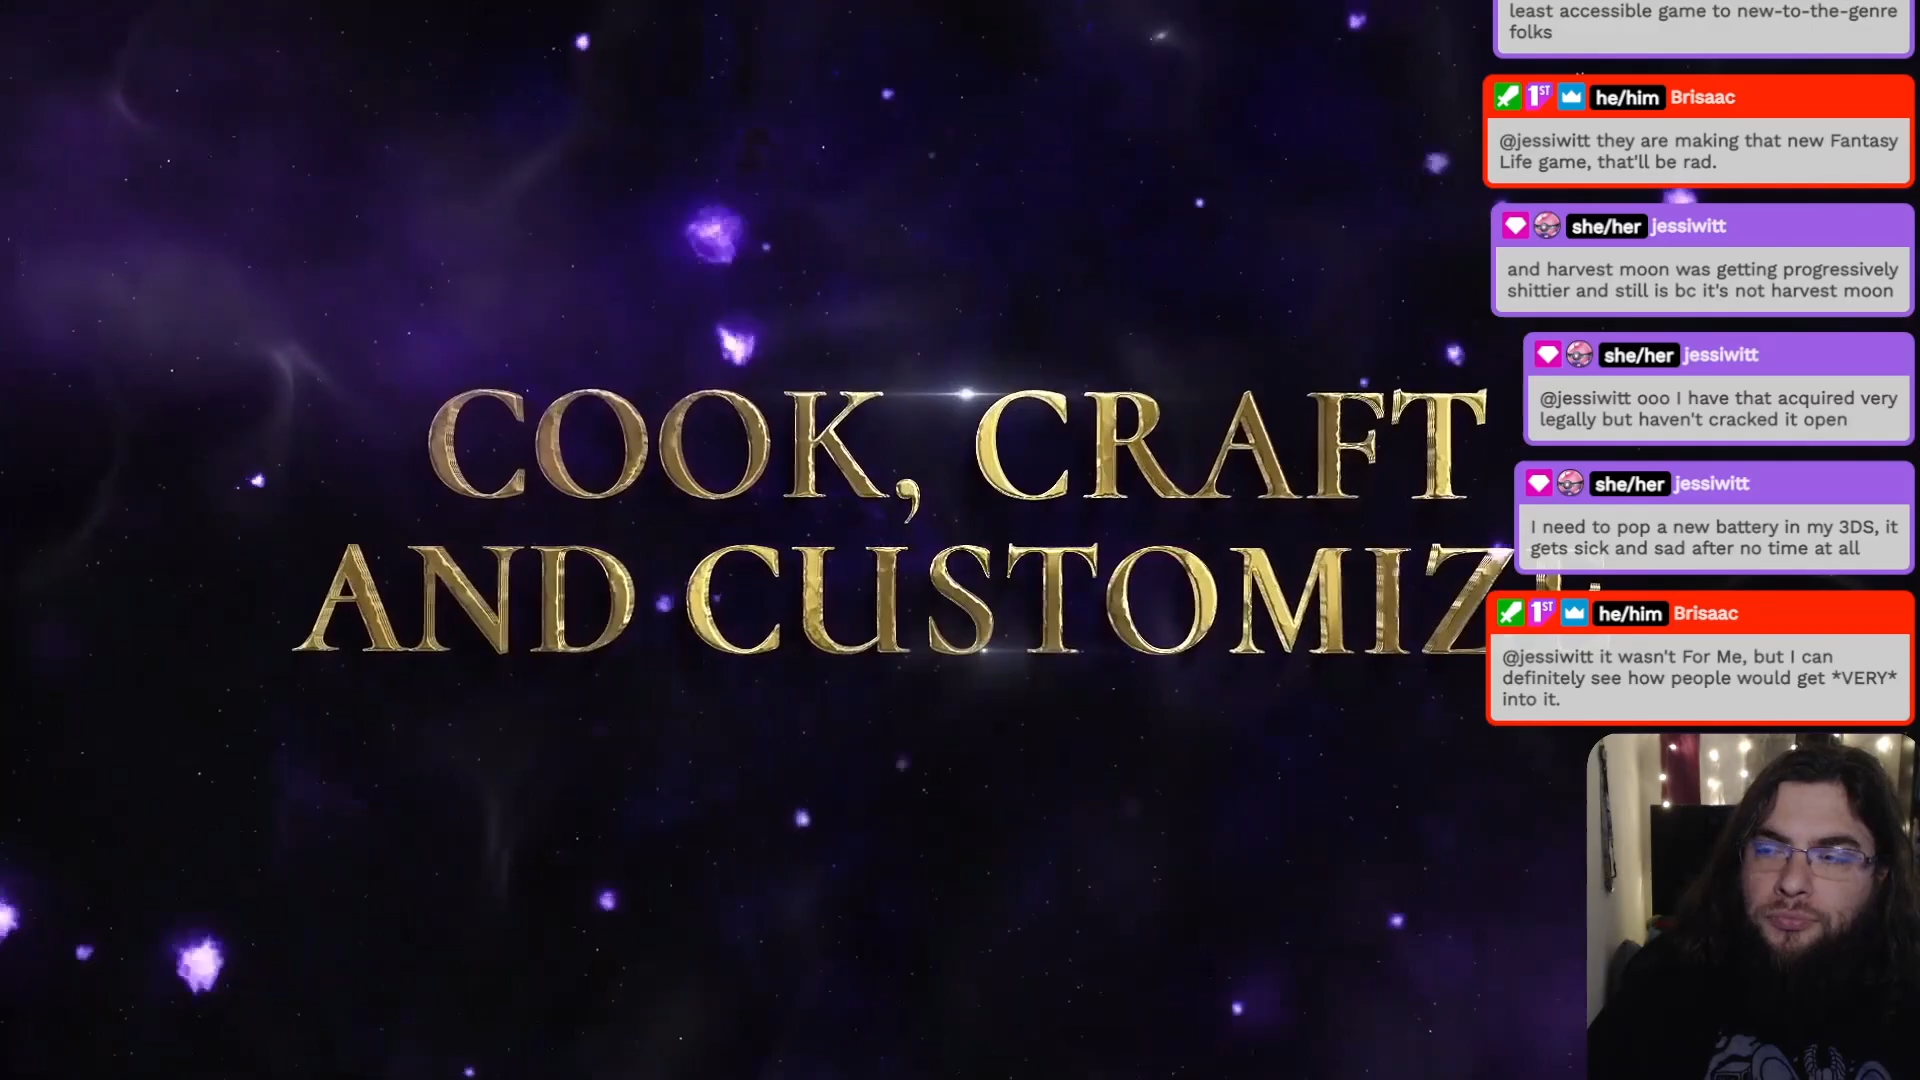 COOK, CRAFT
AND CUSTOMIZE
least accessible game to new-to-the-genre
folks
1ST he/him Brisaac
@jessiwitt they are making that new Fantasy
Life game, that'll be rad.
she/her jessiwitt
and harvest moon was getting progressively
shittier and still is bc it's not harvest moon
she/her jessiwitt
@jessiwitt ooo I have that acquired very
legally but haven't cracked it open
she/her jessiwitt
I need to pop a new battery in my 3DS, it
gets sick and sad after no time at all
1ST he/him Brisaac
@jessiwitt it wasn't For Me, but I can
definitely see how people would get *VERY*
into it.